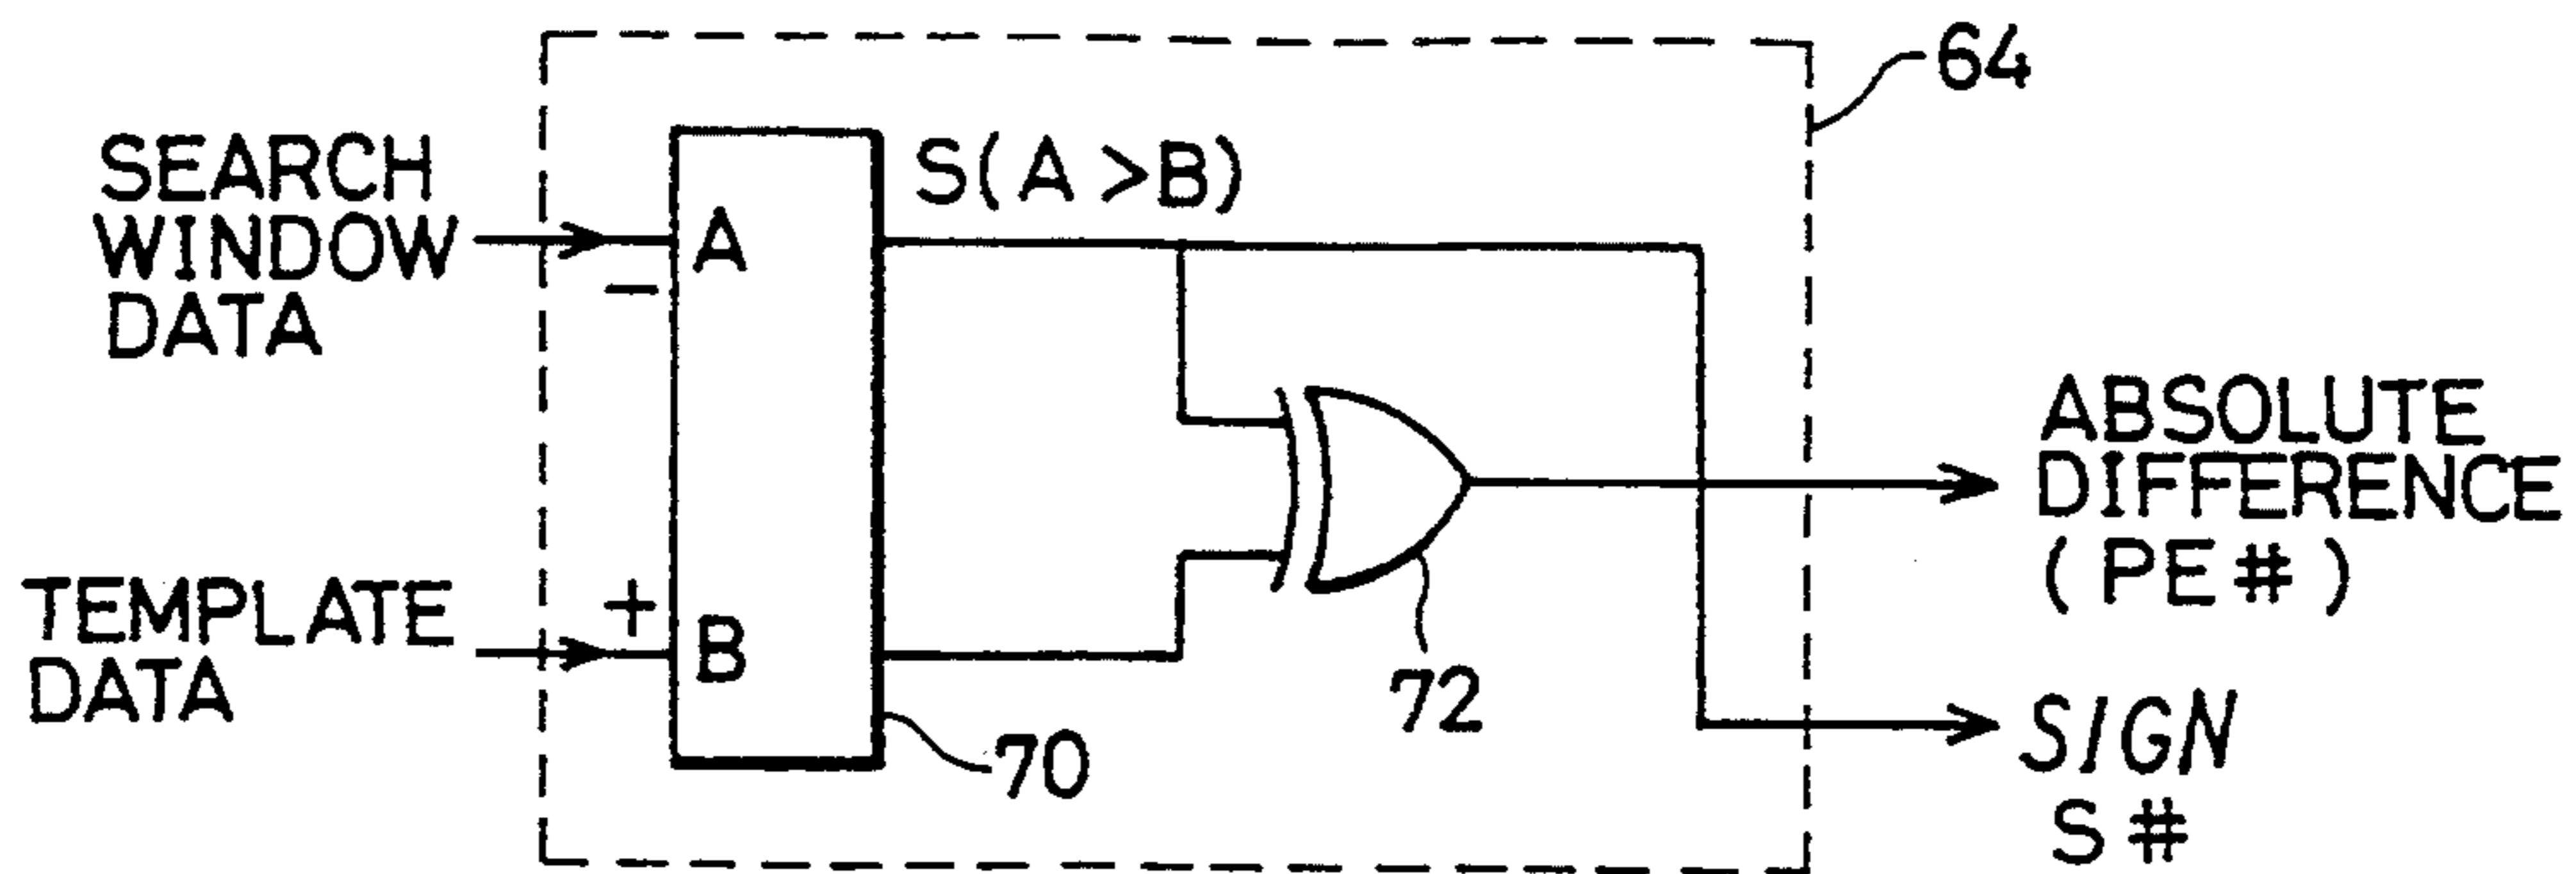 64
SEARCH
WINDOW
DATA
S(A>B)
A
−
ABSOLUTE
DIFFERENCE
(PE#)
TEMPLATE
DATA
+
B
72
70
SIGN
S#